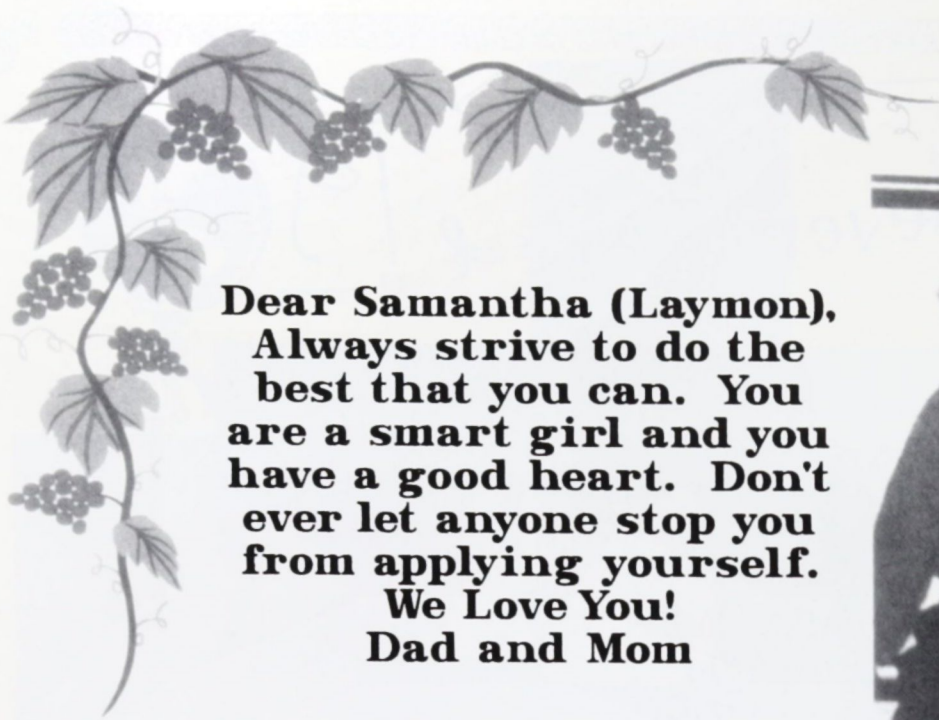 Dear Samantha (Laymon),
Always strive to do the
best that you can. You
are a smart girl and you
have a good heart. Don't
ever let anyone stop you
from applying yourself.
We Love You!
Dad and Mom